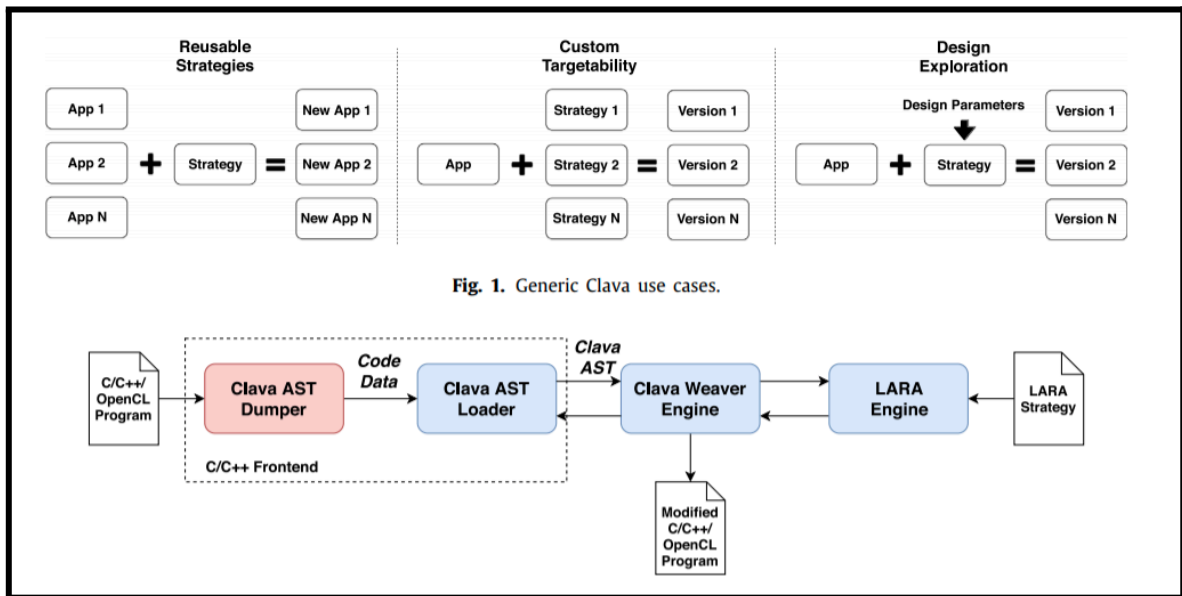 Reusable
Strategies
App 1
App 2
App N
+
Strategy
=
New App 1
New App 2
New App N
Custom
Targetability
App
+
Strategy 1
Strategy 2
Strategy N
=
Version 1
Version 2
Version N
Design
Exploration
Design Parameters
App
+
Strategy
=
Version 1
Version 2
Version N
Fig. 1. Generic Clava use cases.
C/C++/
OpenCL
Program
Clava AST
Dumper
Code
Data
Clava AST
Loader
C/C++ Frontend
Clava
AST
Clava Weaver
Engine
LARA
Engine
LARA
Strategy
Modified
C/C++/
OpenCL
Program